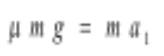 μ m g = m a₁